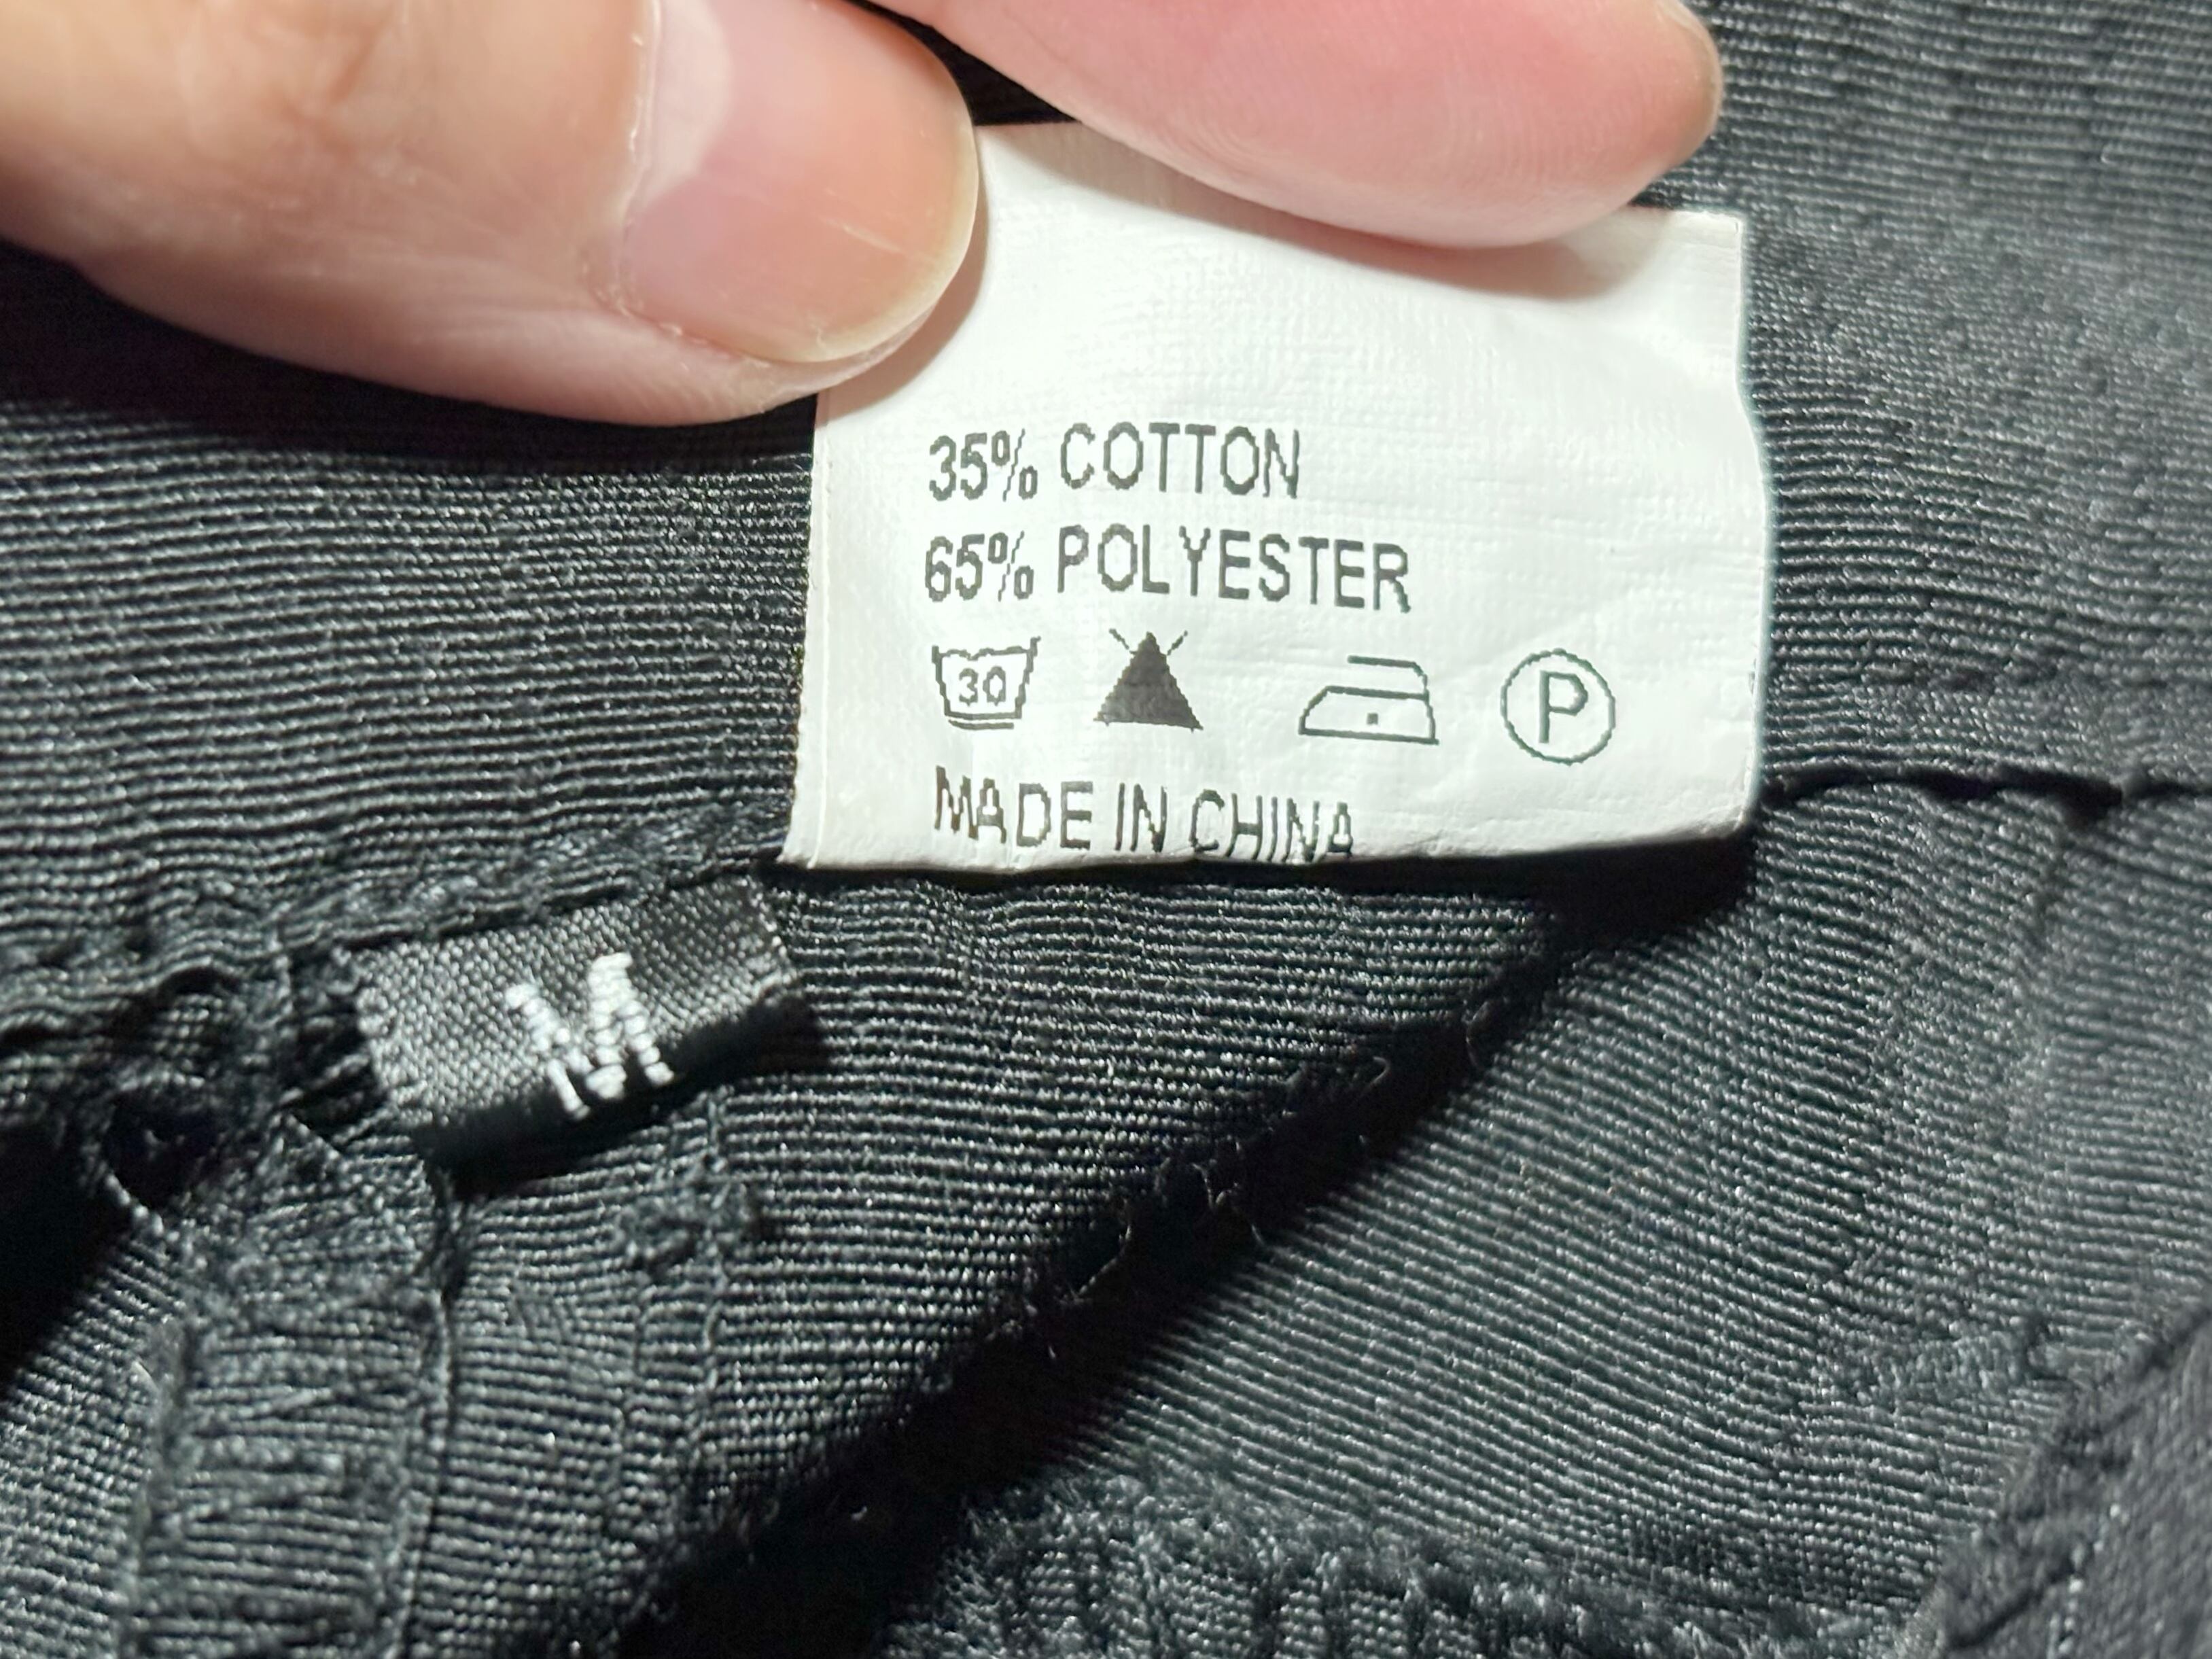 35% COTTON
65% POLYESTER
30 P
MADE IN CHINA
M